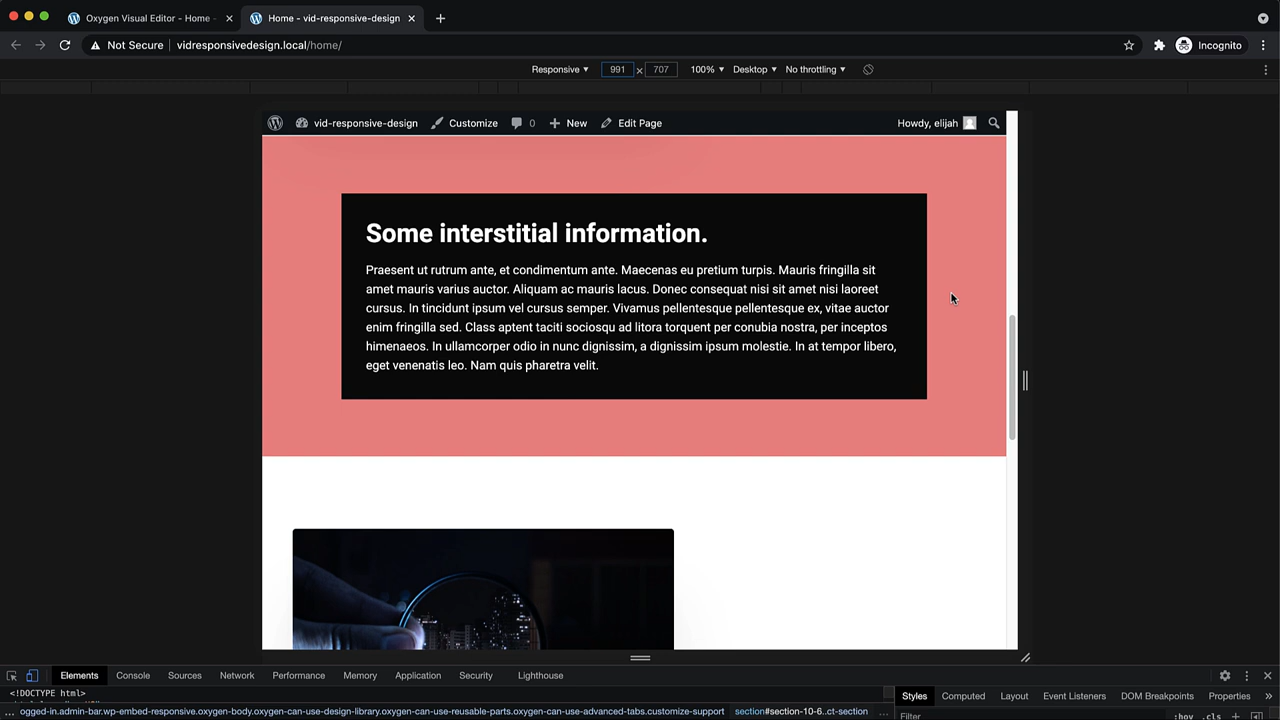 Oxygen Visual Editor - Home -
Home - vid-responsive-design
Not Secure
vidresponsivedesign.local/home/
Incognito
Responsive
991
707
100%
Desktop
No throttling
vid-responsive-design
Customize
0
New
Edit Page
Howdy, elijah
Some interstitial information.
Praesent ut rutrum ante, et condimentum ante. Maecenas eu pretium turpis. Mauris fringilla sit
amet mauris varius auctor. Aliquam ac mauris lacus. Donec consequat nisi sit amet nisi laoreet
cursus. In tincidunt ipsum vel cursus semper. Vivamus pellentesque pellentesque ex, vitae auctor
enim fringilla sed. Class aptent taciti sociosqu ad litora torquent per conubia nostra, per inceptos
himenaeos. In ullamcorper odio in nunc dignissim, a dignissim ipsum molestie. In at tempor libero,
eget venenatis leo. Nam quis pharetra velit.
Elements
Console
Sources
Network
Performance
Memory
Application
Security
Lighthouse
<!DOCTYPE html>
Styles
Computed
Layout
Event Listeners
DOM Breakpoints
Properties
... ogged-in.admin-bar.wp-embed-responsive.oxygen-body.oxygen-can-use-design-library.oxygen-can-use-reusable-parts.oxygen-can-use-advanced-tabs.customize-support
section#section-10-6..ct-section
...
Filter
:hov
.cls